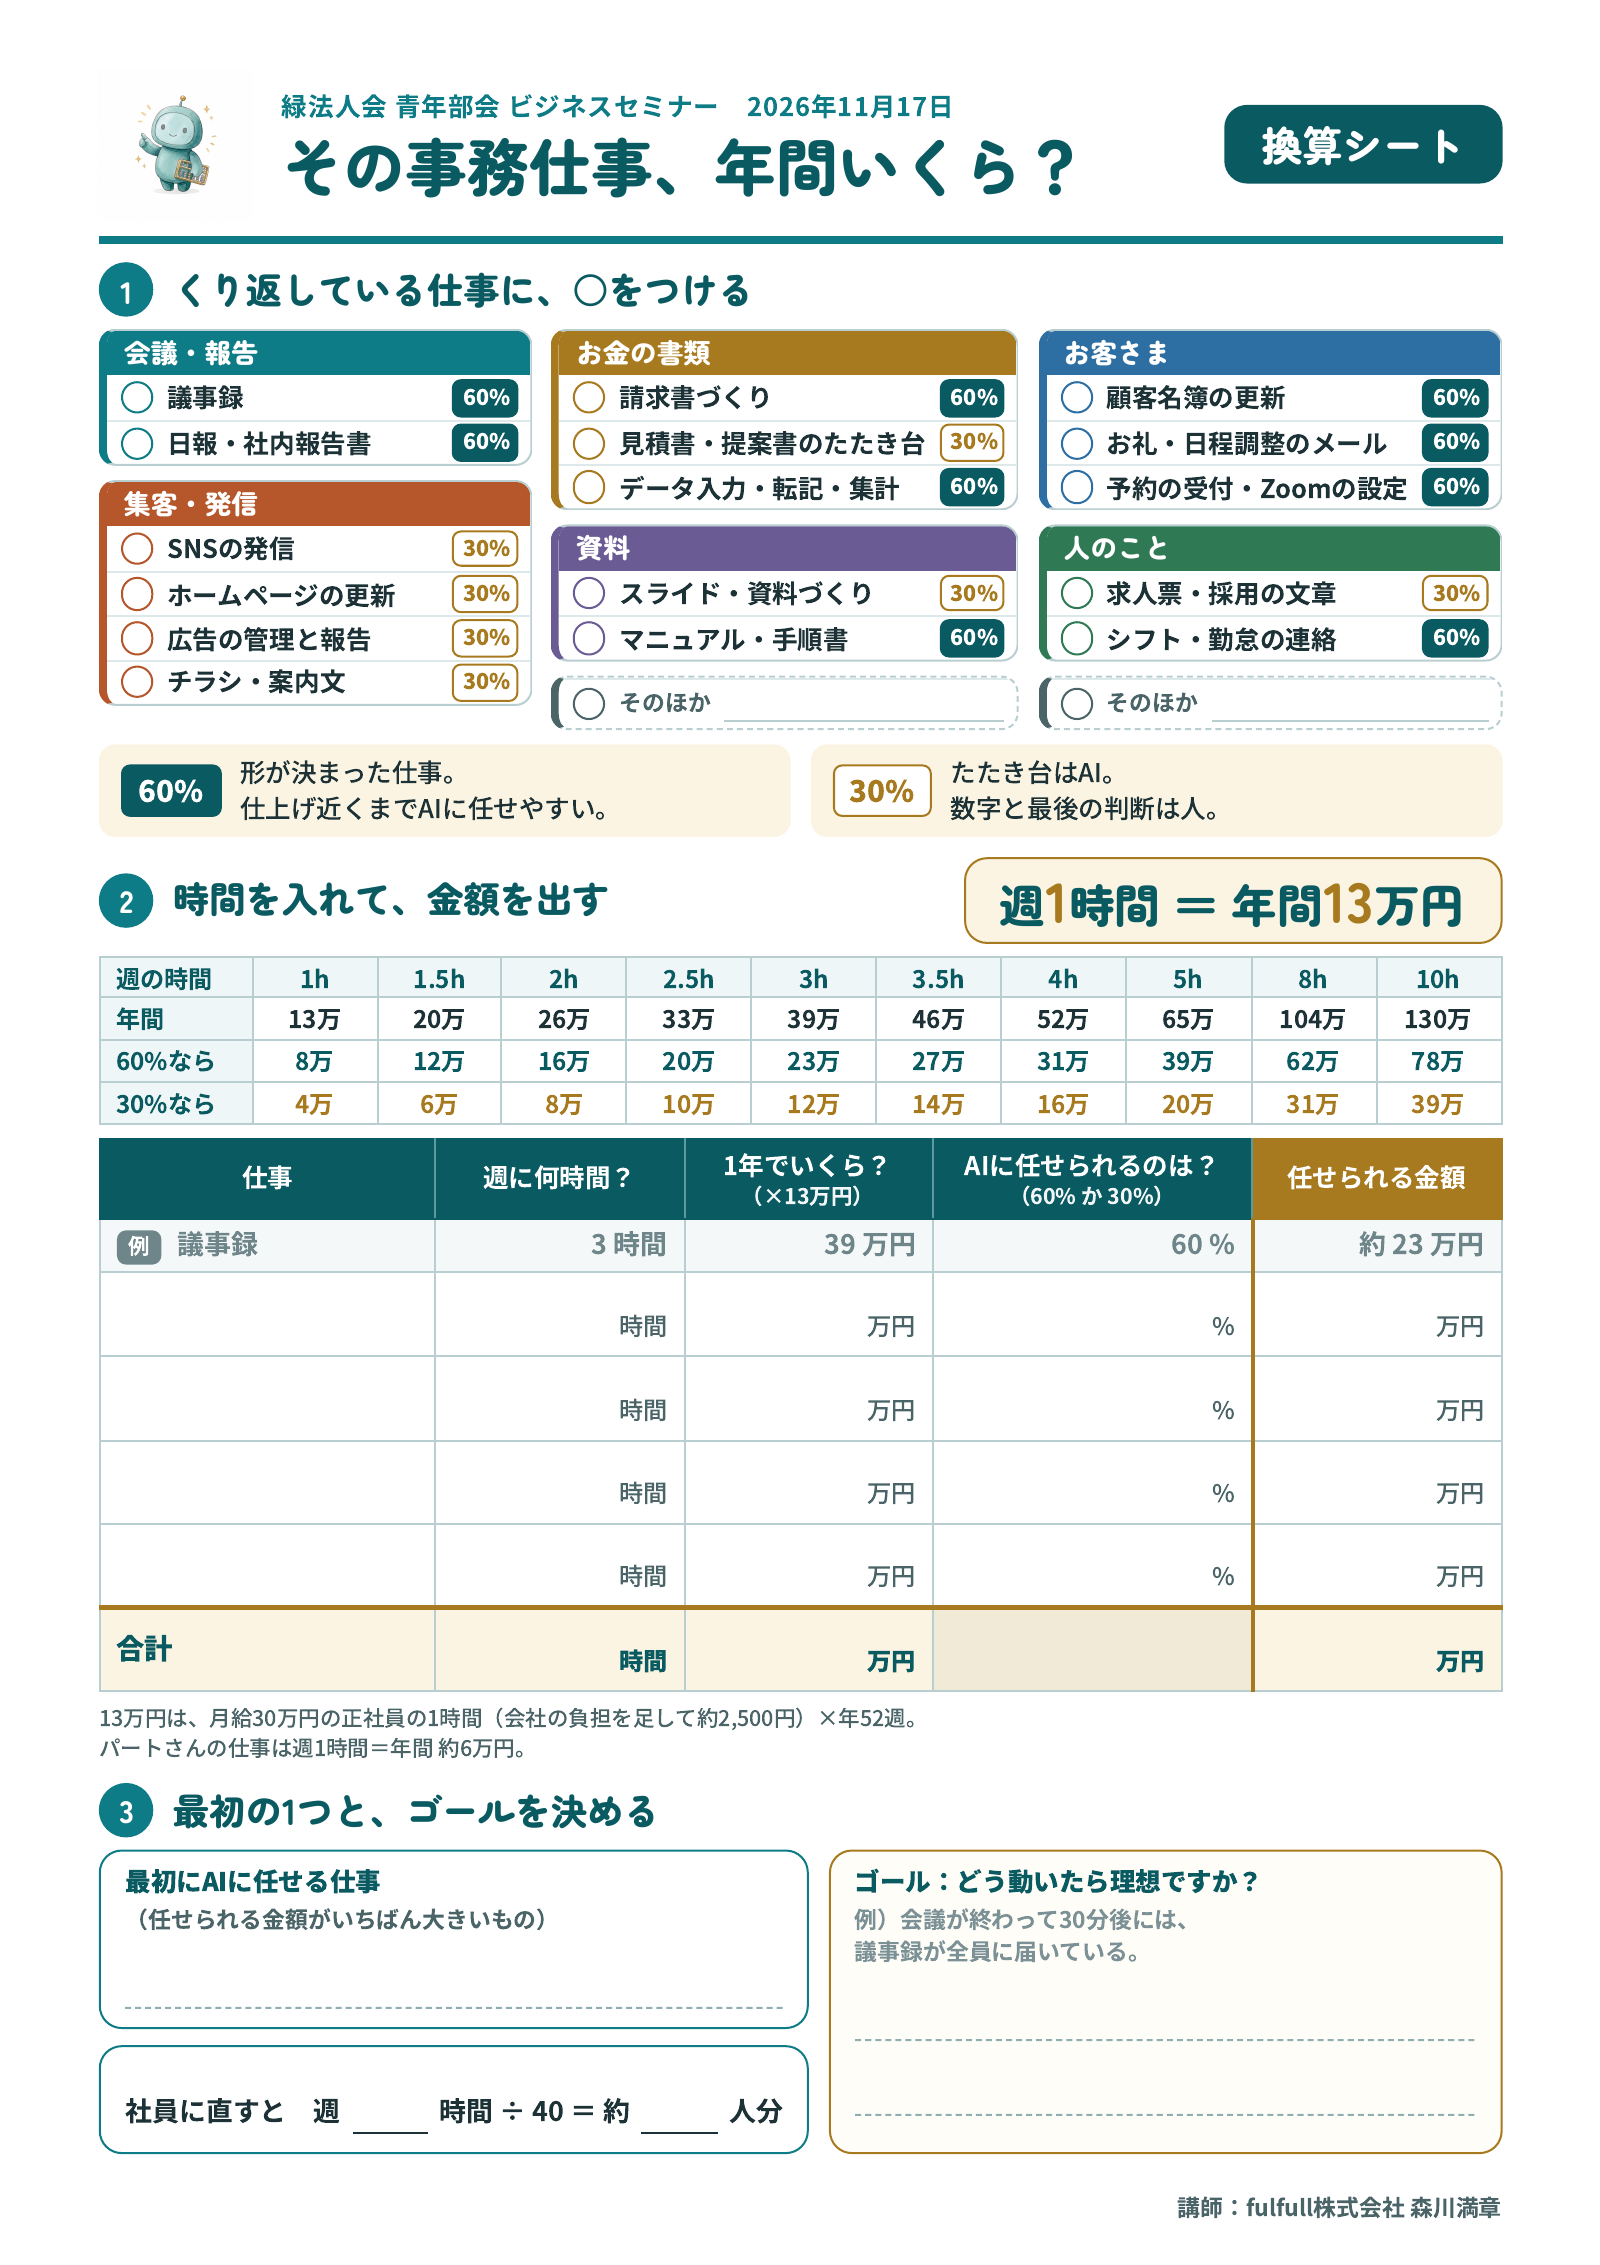 緑法人会 青年部会 ビジネスセミナー　2026年11月17日
その事務仕事、年間いくら？
換算シート
1 くり返している仕事に、○をつける
会議・報告
議事録 60%
日報・社内報告書 60%
集客・発信
SNSの発信 30%
ホームページの更新 30%
広告の管理と報告 30%
チラシ・案内文 30%
お金の書類
請求書づくり 60%
見積書・提案書のたたき台 30%
データ入力・転記・集計 60%
資料
スライド・資料づくり 30%
マニュアル・手順書 60%
そのほか
お客さま
顧客名簿の更新 60%
お礼・日程調整のメール 60%
予約の受付・Zoomの設定 60%
人のこと
求人票・採用の文章 30%
シフト・勤怠の連絡 60%
そのほか
60% 形が決まった仕事。
仕上げ近くまでAIに任せやすい。
30% たたき台はAI。
数字と最後の判断は人。
2 時間を入れて、金額を出す
週1時間 ＝ 年間13万円
週の時間 1h 1.5h 2h 2.5h 3h 3.5h 4h 5h 8h 10h
年間 13万 20万 26万 33万 39万 46万 52万 65万 104万 130万
60%なら 8万 12万 16万 20万 23万 27万 31万 39万 62万 78万
30%なら 4万 6万 8万 10万 12万 14万 16万 20万 31万 39万
仕事 週に何時間？ 1年でいくら？（×13万円） AIに任せられるのは？（60% か 30%） 任せられる金額
例 議事録 3 時間 39 万円 60 % 約 23 万円
時間 万円 % 万円
時間 万円 % 万円
時間 万円 % 万円
時間 万円 % 万円
合計 時間 万円 万円
13万円は、月給30万円の正社員の1時間（会社の負担を足して約2,500円）×年52週。
パートさんの仕事は週1時間＝年間 約6万円。
3 最初の1つと、ゴールを決める
最初にAIに任せる仕事
（任せられる金額がいちばん大きいもの）
社員に直すと　週 時間 ÷ 40 ＝ 約 人分
ゴール：どう動いたら理想ですか？
例）会議が終わって30分後には、
議事録が全員に届いている。
講師：fulfull株式会社 森川満章